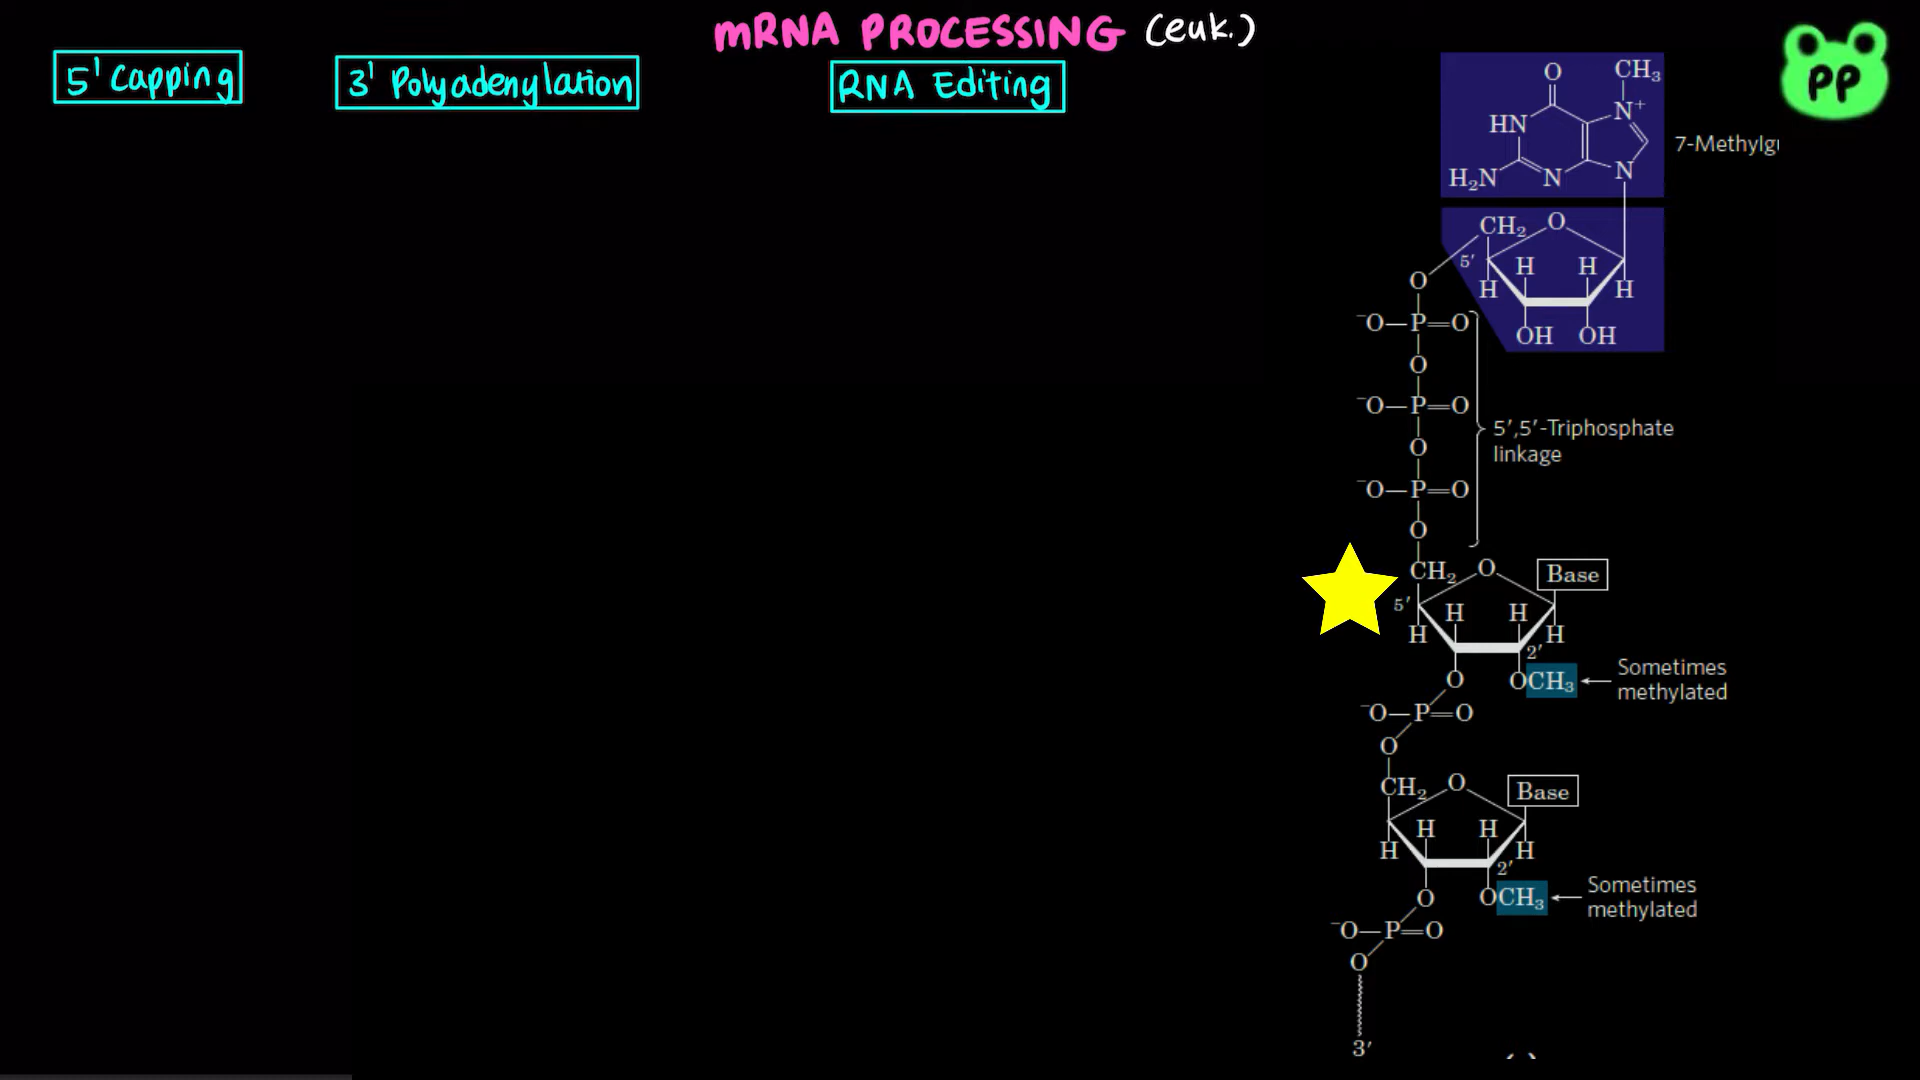 mRNA PROCESSING (euk.)
5' Capping
3' Polyadenylation
RNA Editing
PP
O
CH₃
N⁺
HN
H₂N
N
N
7-Methylg
CH₂
O
5′
H
H
H
H
OH
OH
O
⁻O—P=O
O
⁻O—P=O
O
⁻O—P=O
O
5′,5′-Triphosphate
linkage
CH₂
O
Base
5′
H
H
H
H
2′
O
OCH₃
Sometimes
methylated
⁻O—P=O
O
CH₂
O
Base
H
H
H
H
2′
O
OCH₃
Sometimes
methylated
⁻O—P=O
O
3′